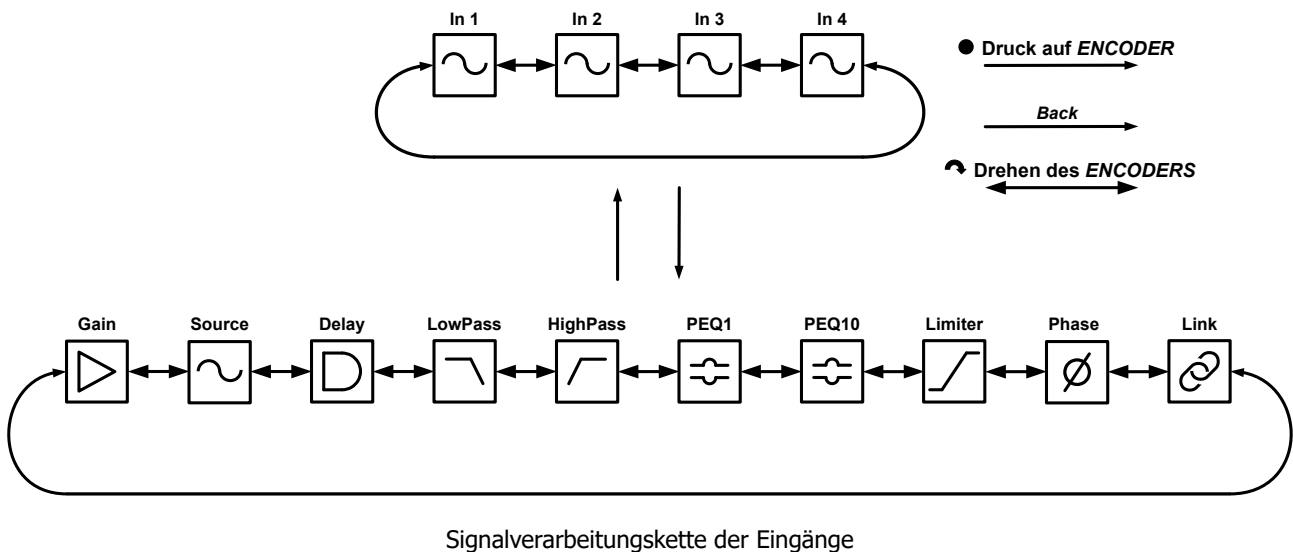 In 1 In 2 In 3 In 4
Druck auf ENCODER
Back
Drehen des ENCODERS
Gain Source Delay LowPass HighPass PEQ1 PEQ10 Limiter Phase Link
Signalverarbeitungskette der Eingänge